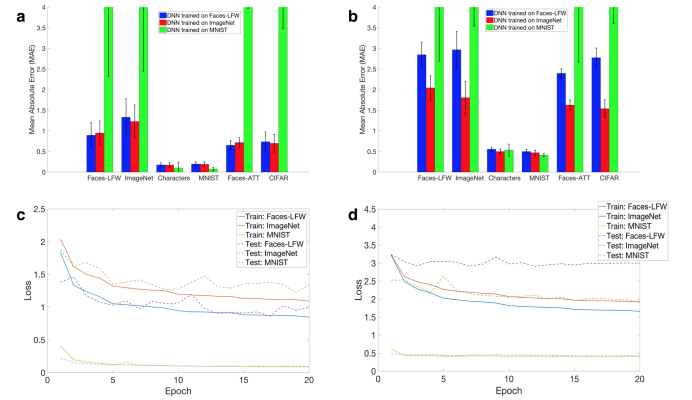 a
4
3.5
3
2.5
2
1.5
1
0.5
0
Mean Absolute Error (MAE)
DNN trained on Faces-LFW
DNN trained on ImageNet
DNN trained on MNIST
Faces-LFW ImageNet Characters MNIST Faces-ATT CIFAR
b
4
3.5
3
2.5
2
1.5
1
0.5
0
Mean Absolute Error (MAE)
DNN trained on Faces-LFW
DNN trained on ImageNet
DNN trained on MNIST
Faces-LFW ImageNet Characters MNIST Faces-ATT CIFAR
c
2.5
2
1.5
1
0.5
0
Loss
Train: Faces-LFW
Train: ImageNet
Train: MNIST
Test: Faces-LFW
Test: ImageNet
Test: MNIST
0 5 10 15 20
Epoch
d
4.5
4
3.5
3
2.5
2
1.5
1
0.5
0
Loss
Train: Faces-LFW
Train: ImageNet
Train: MNIST
Test: Faces-LFW
Test: ImageNet
Test: MNIST
0 5 10 15 20
Epoch